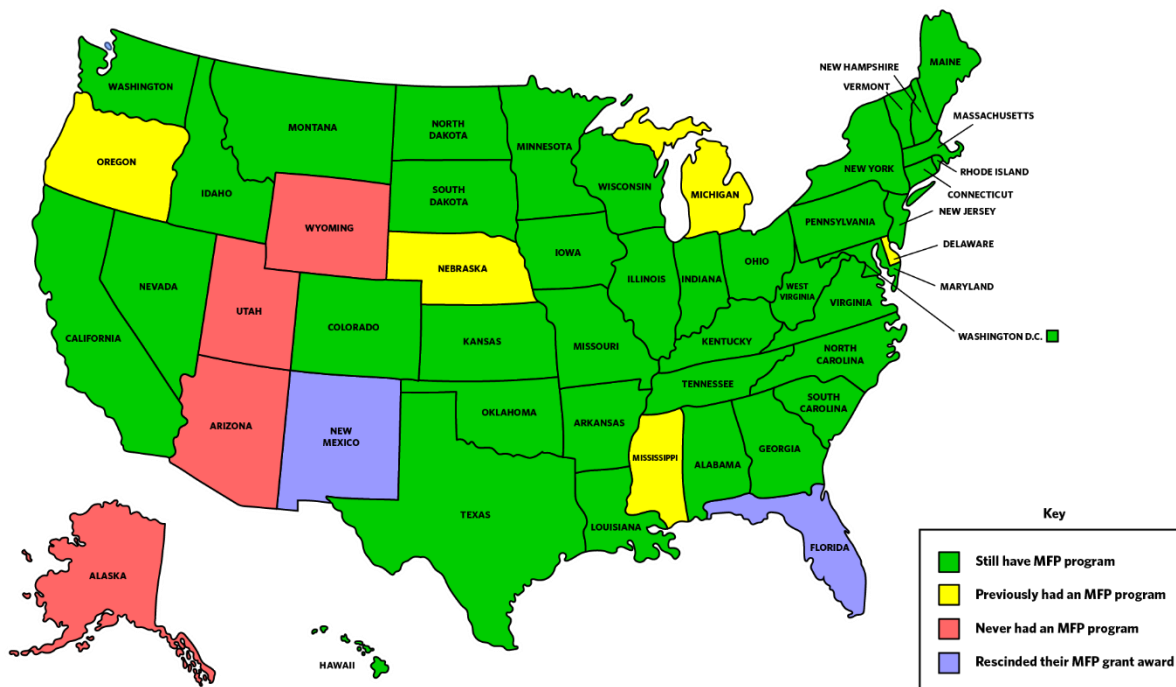 WASHINGTON
OREGON
CALIFORNIA
NEVADA
IDAHO
MONTANA
WYOMING
UTAH
ARIZONA
COLORADO
NEW
MEXICO
NORTH
DAKOTA
SOUTH
DAKOTA
NEBRASKA
KANSAS
OKLAHOMA
TEXAS
MINNESOTA
IOWA
MISSOURI
ARKANSAS
LOUISIANA
WISCONSIN
ILLINOIS
MICHIGAN
INDIANA
OHIO
KENTUCKY
TENNESSEE
MISSISSIPPI
ALABAMA
GEORGIA
FLORIDA
SOUTH
CAROLINA
NORTH
CAROLINA
VIRGINIA
WEST
VIRGINIA
PENNSYLVANIA
NEW YORK
MAINE
NEW HAMPSHIRE
VERMONT
MASSACHUSETTS
RHODE ISLAND
CONNECTICUT
NEW JERSEY
DELAWARE
MARYLAND
WASHINGTON D.C.
ALASKA
HAWAII
Key
Still have MFP program
Previously had an MFP program
Never had an MFP program
Rescinded their MFP grant award